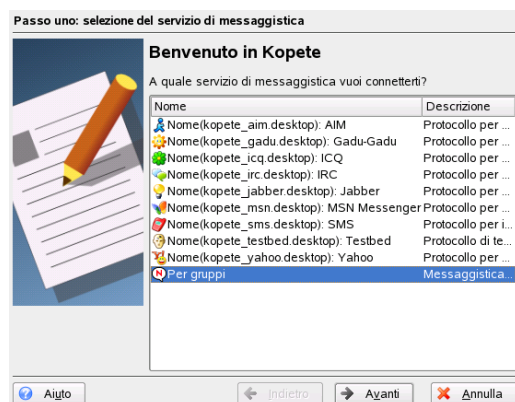 Passo uno: selezione del servizio di messaggistica
Benvenuto in Kopete
A quale servizio di messaggistica vuoi connetterti?
Nome Descrizione
Nome(kopete_aim.desktop): AIM Protocollo per ...
Nome(kopete_gadu.desktop): Gadu-Gadu Protocollo per ...
Nome(kopete_icq.desktop): ICQ Protocollo per ...
Nome(kopete_irc.desktop): IRC Protocollo per ...
Nome(kopete_jabber.desktop): Jabber Protocollo per ...
Nome(kopete_msn.desktop): MSN Messenger Protocollo per ...
Nome(kopete_sms.desktop): SMS Protocollo per i...
Nome(kopete_testbed.desktop): Testbed Protocollo di te...
Nome(kopete_yahoo.desktop): Yahoo Protocollo per ...
Per gruppi Messaggistica...
Aiuto Indietro Avanti Annulla